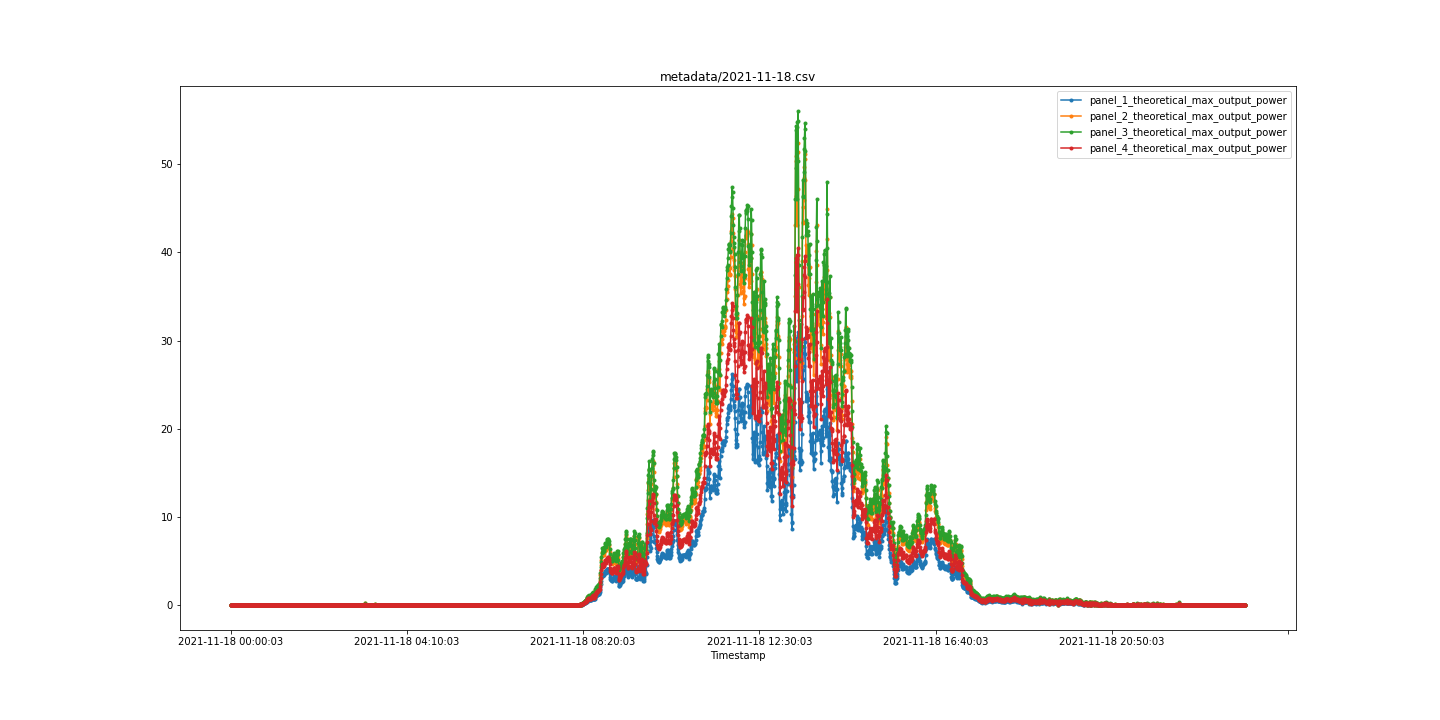 metadata/2021-11-18.csv
panel_1_theoretical_max_output_power
panel_2_theoretical_max_output_power
panel_3_theoretical_max_output_power
panel_4_theoretical_max_output_power
50
40
30
20
10
0
2021-11-18 00:00:03
2021-11-18 04:10:03
2021-11-18 08:20:03
2021-11-18 12:30:03
2021-11-18 16:40:03
2021-11-18 20:50:03
Timestamp